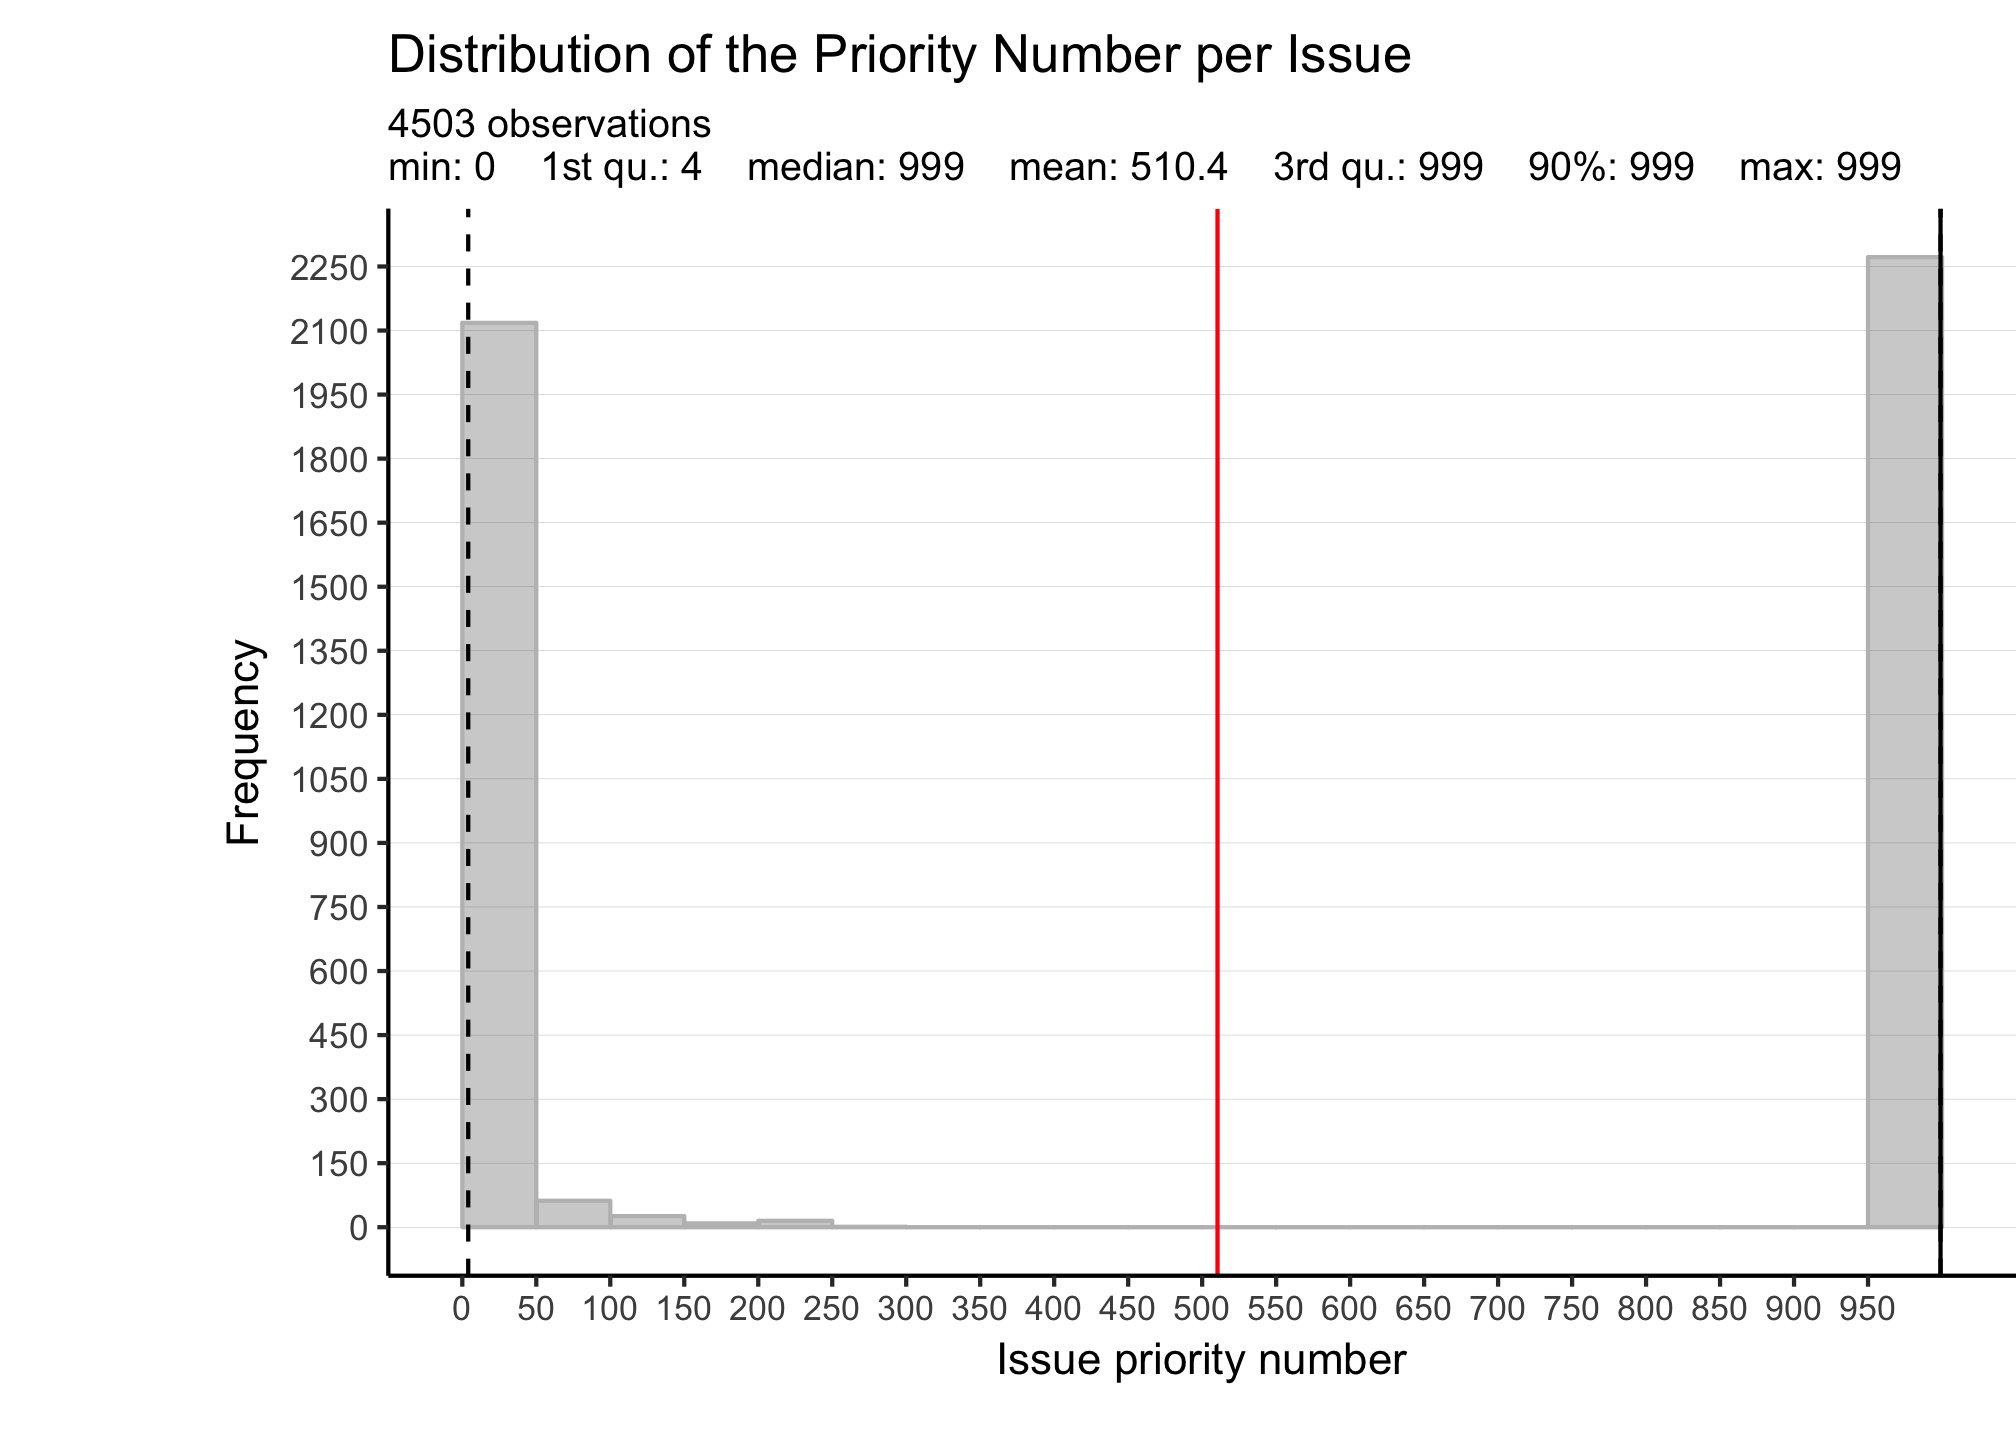 Distribution of the Priority Number per Issue
4503 observations
min: 0 1st qu.: 4 median: 999 mean: 510.4 3rd qu.: 999 90%: 999 max: 999
Frequency
2250
2100
1950
1800
1650
1500
1350
1200
1050
900
750
600
450
300
150
0
0 50 100 150 200 250 300 350 400 450 500 550 600 650 700 750 800 850 900 950
Issue priority number